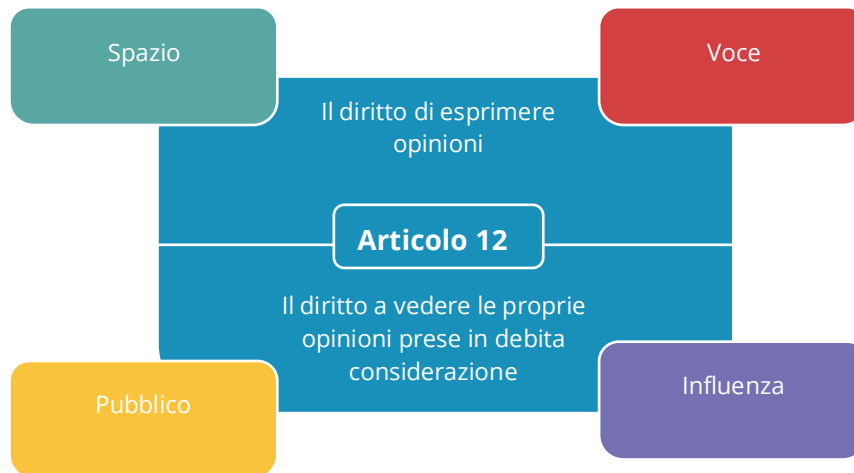 Spazio
Voce
Il diritto di esprimere
opinioni
Articolo 12
Il diritto a vedere le proprie
opinioni prese in debita
considerazione
Pubblico
Influenza